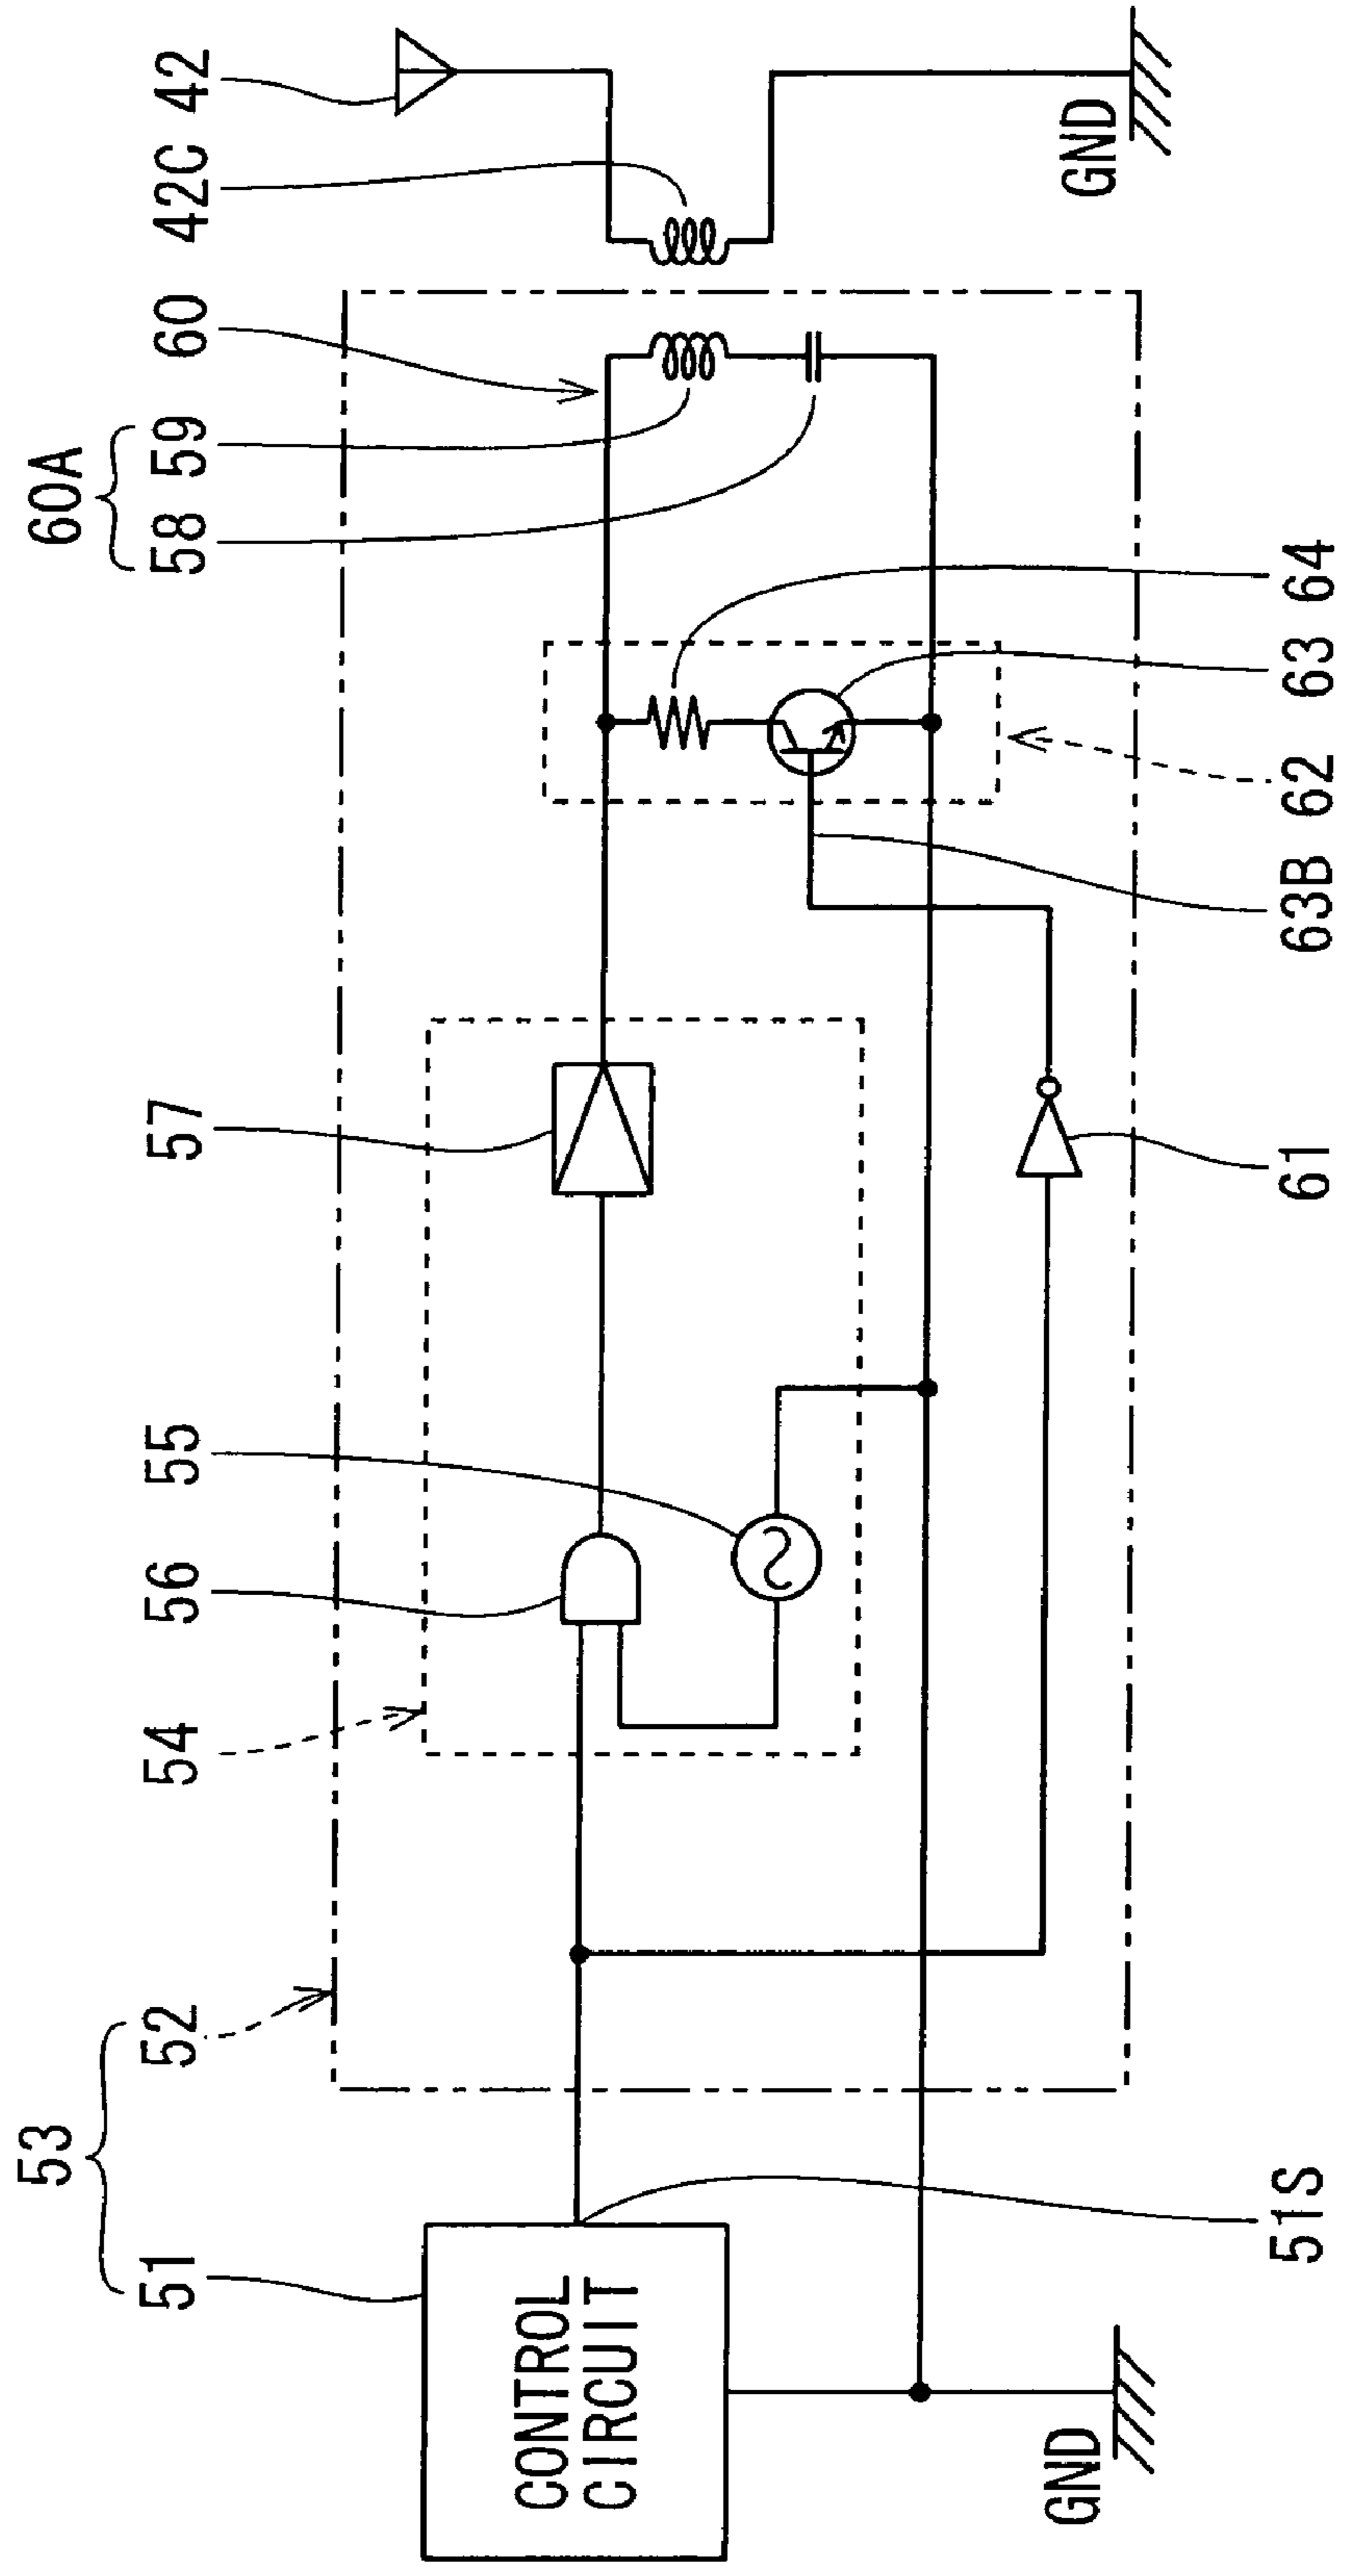 53
60A
51
52
54
56
55
57
58 59
60
42C
42
CONTROL
CIRCUIT
GND
GND
51S
61
63B
62
63
64